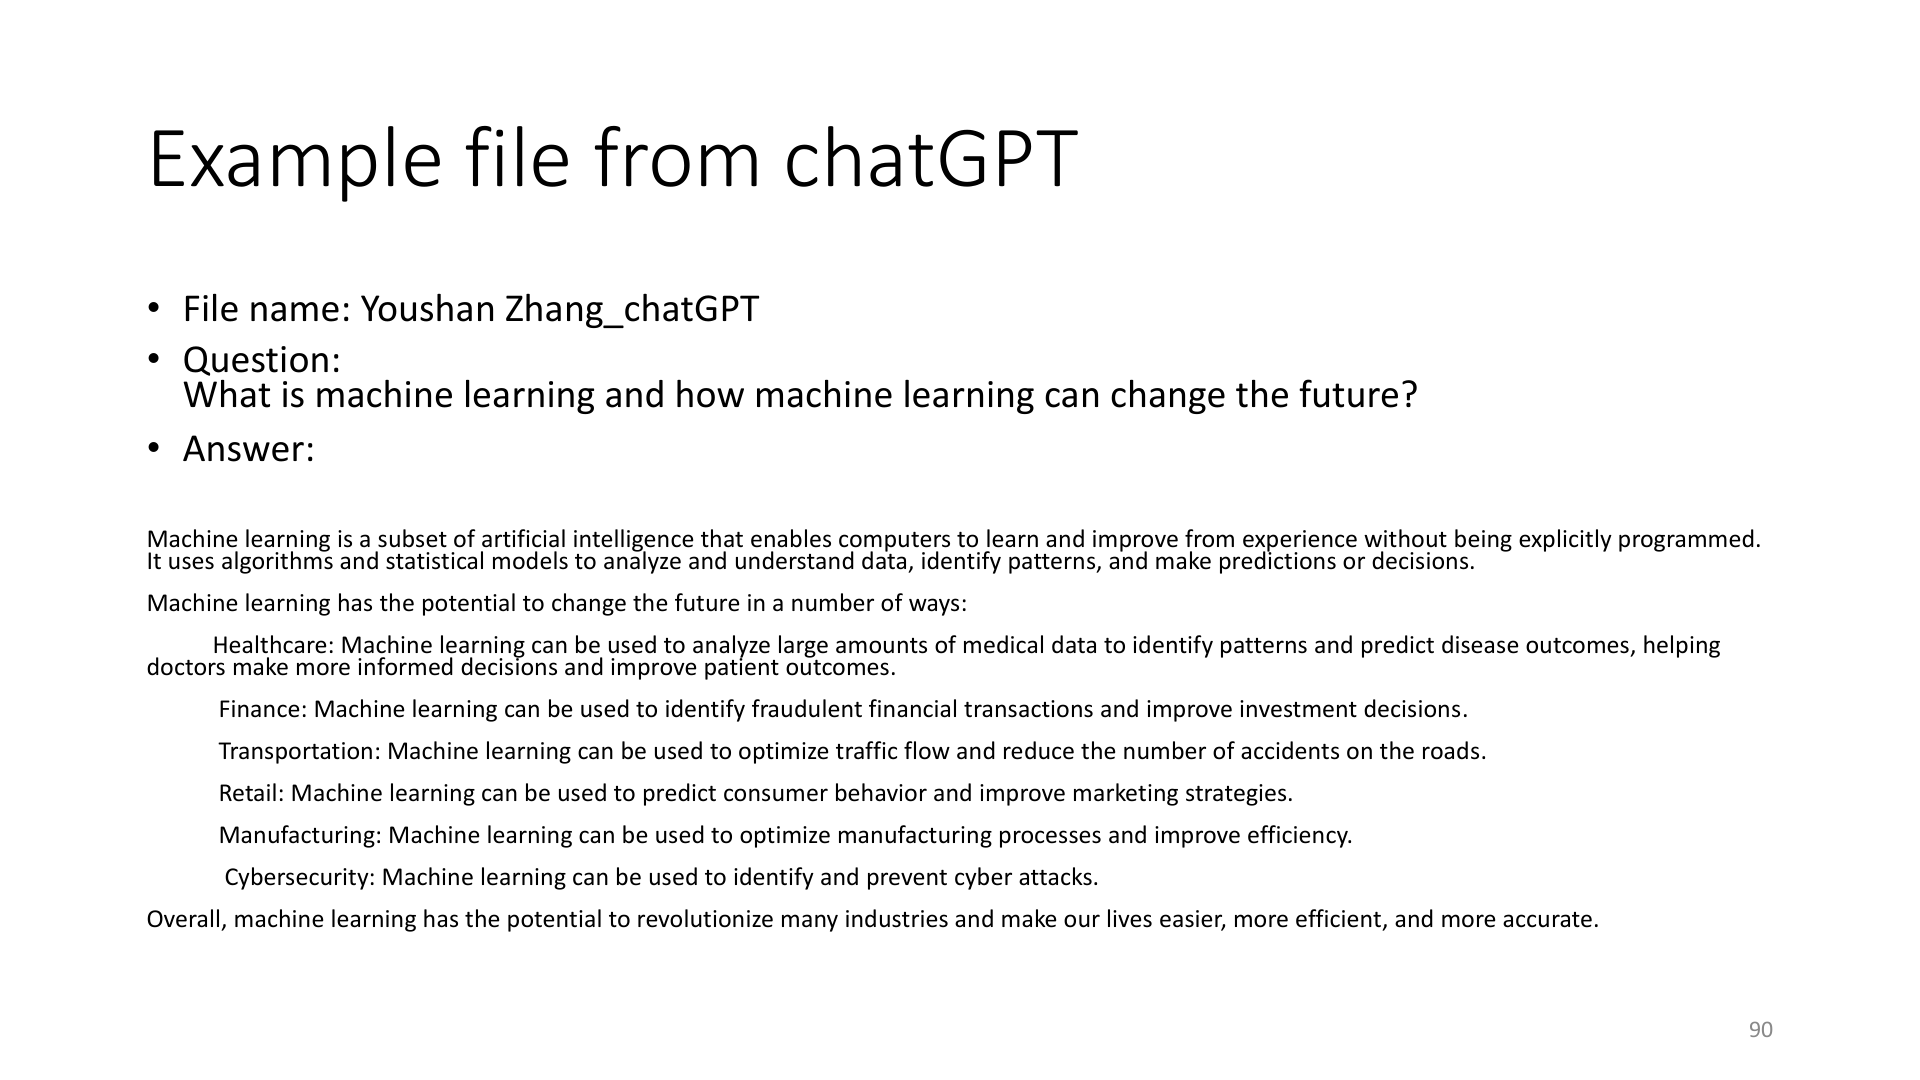 Example file from chatGPT
• File name: Youshan Zhang_chatGPT
• Question:
What is machine learning and how machine learning can change the future?
• Answer:
Machine learning is a subset of artificial intelligence that enables computers to learn and improve from experience without being explicitly programmed.
It uses algorithms and statistical models to analyze and understand data, identify patterns, and make predictions or decisions.
Machine learning has the potential to change the future in a number of ways:
Healthcare: Machine learning can be used to analyze large amounts of medical data to identify patterns and predict disease outcomes, helping
doctors make more informed decisions and improve patient outcomes.
Finance: Machine learning can be used to identify fraudulent financial transactions and improve investment decisions.
Transportation: Machine learning can be used to optimize traffic flow and reduce the number of accidents on the roads.
Retail: Machine learning can be used to predict consumer behavior and improve marketing strategies.
Manufacturing: Machine learning can be used to optimize manufacturing processes and improve efficiency.
Cybersecurity: Machine learning can be used to identify and prevent cyber attacks.
Overall, machine learning has the potential to revolutionize many industries and make our lives easier, more efficient, and more accurate.
90